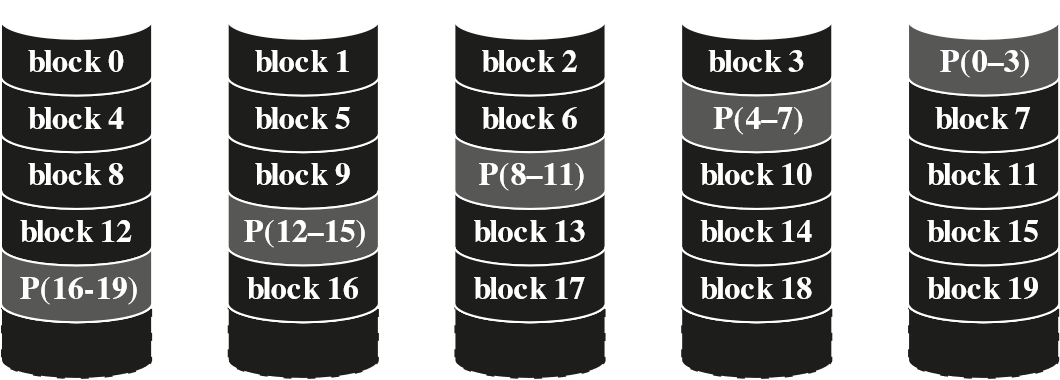 block 0 block 1 block 2 block 3 P(0–3)
block 4 block 5 block 6 P(4–7) block 7
block 8 block 9 P(8–11) block 10 block 11
block 12 P(12–15) block 13 block 14 block 15
P(16-19) block 16 block 17 block 18 block 19